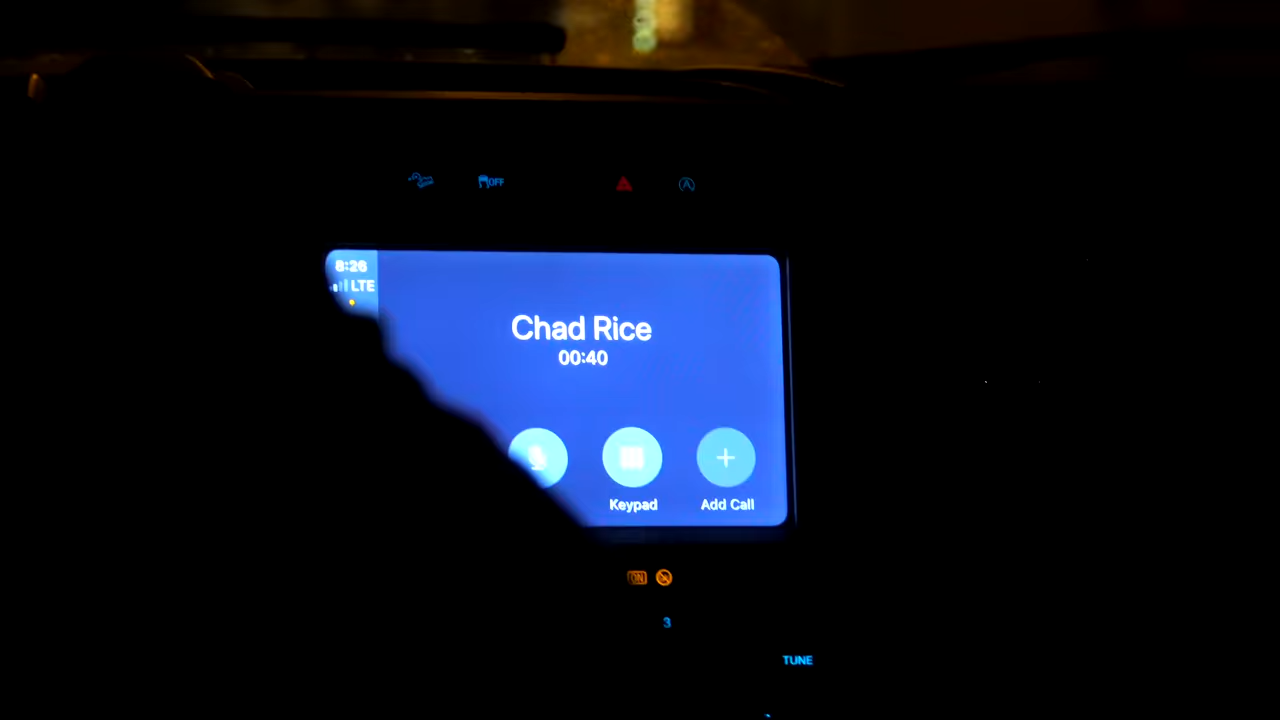 OFF
8:26
LTE
Chad Rice
00:40
Keypad
Add Call
ON
3
TUNE